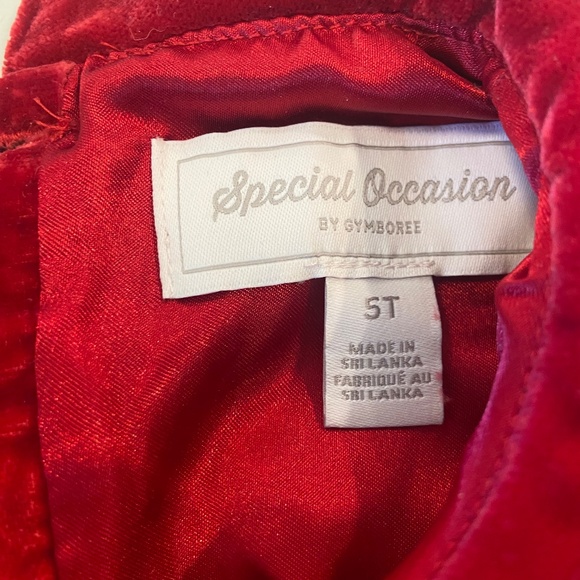 Special Occasion
BY GYMBOREE
5T
MADE IN
SRI LANKA
FABRIQUÉ AU
SRI LANKA